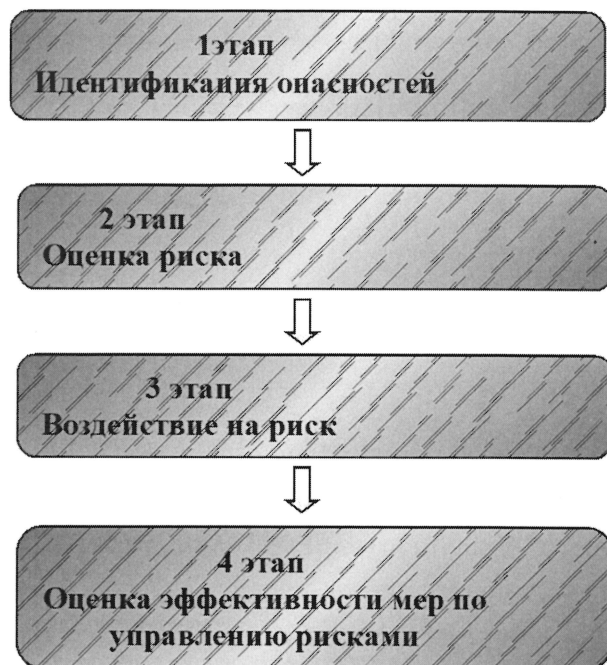 1этап
Идентификация опасностей
2 этап
Оценка риска
3 этап
Воздействие на риск
4 этап
Оценка эффективности мер по
управлению рисками